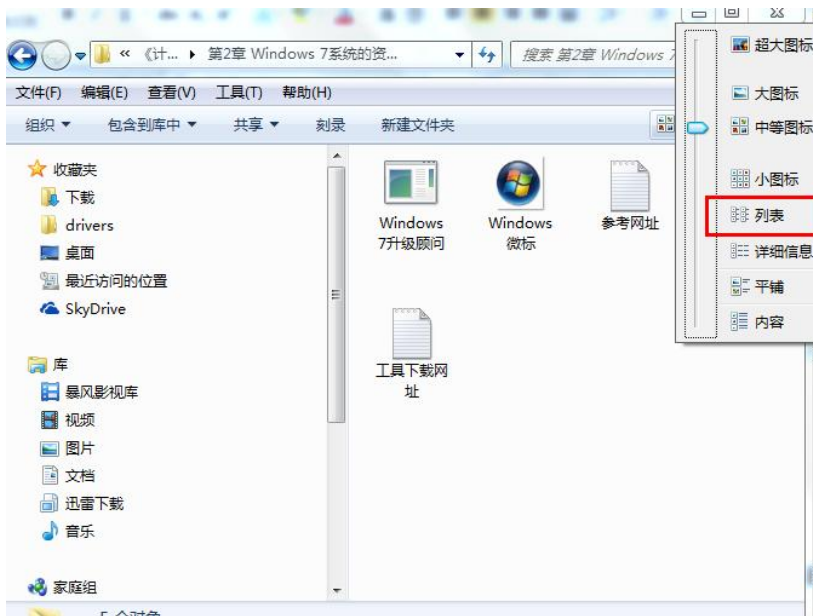 « 《计... ▸ 第2章 Windows 7系统的资...
搜索 第2章 Windows 7
文件(F) 编辑(E) 查看(V) 工具(T) 帮助(H)
组织 包含到库中 共享 刻录 新建文件夹
收藏夹
下载
drivers
桌面
最近访问的位置
SkyDrive
库
暴风影视库
视频
图片
文档
迅雷下载
音乐
家庭组
Windows
7升级顾问
Windows
微标
参考网址
工具下载网
址
超大图标
大图标
中等图标
小图标
列表
详细信息
平铺
内容